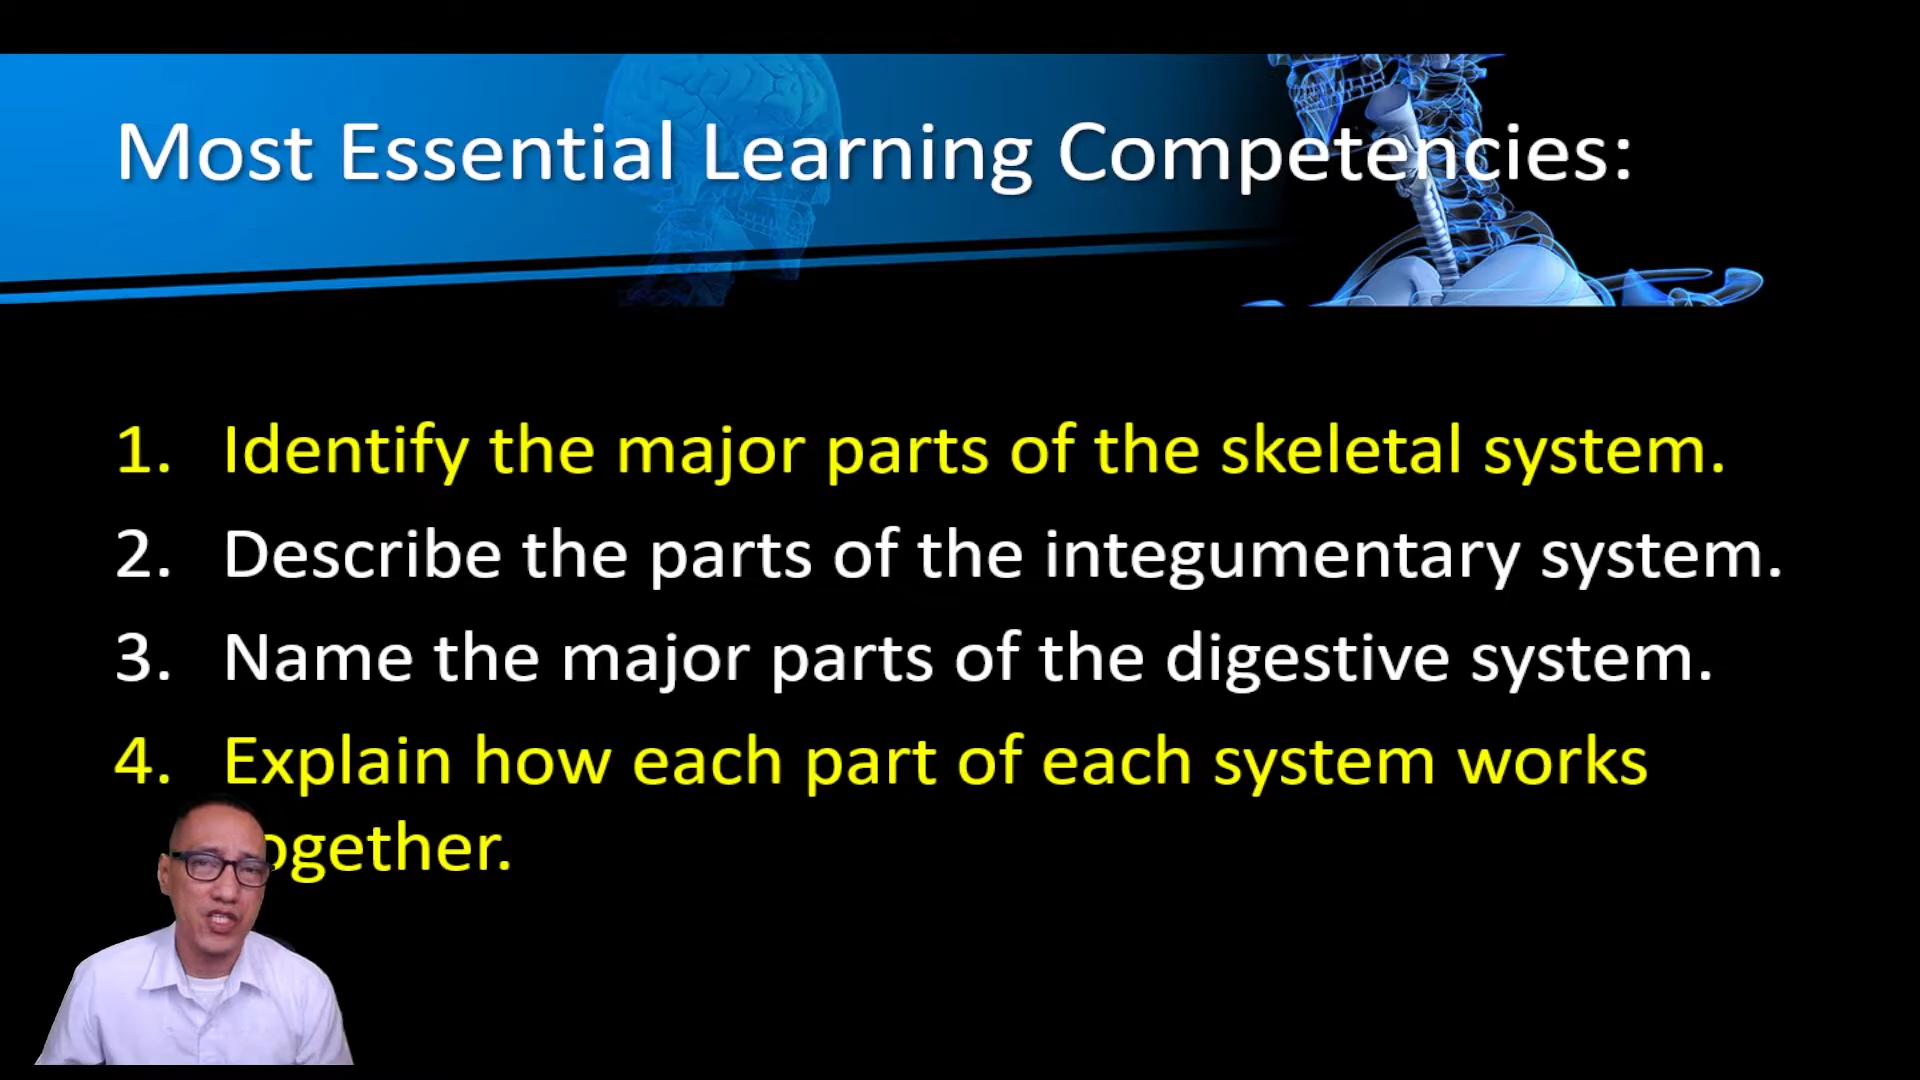 Most Essential Learning Competencies:
1. Identify the major parts of the skeletal system.
2. Describe the parts of the integumentary system.
3. Name the major parts of the digestive system.
4. Explain how each part of each system works
together.